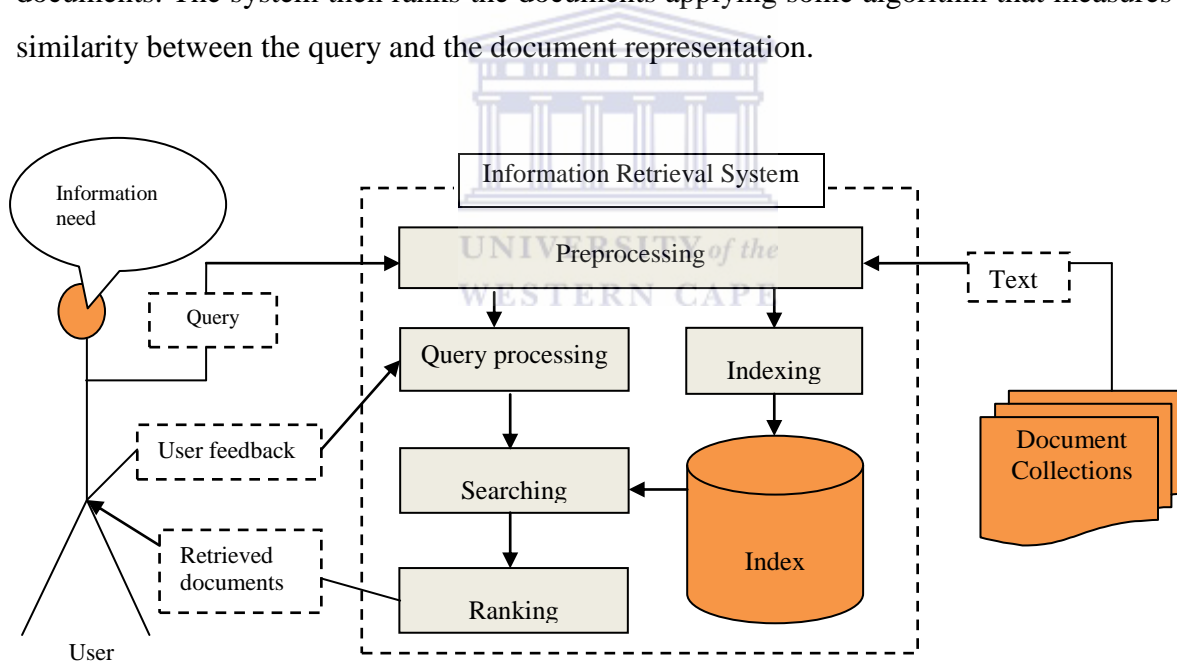 documents. The system then ranks the documents applying some algorithm that measures
similarity between the query and the document representation.
Information Retrieval System
Information
need
UNIVERSITY of the
WESTERN CAPE
Preprocessing
Text
Query
Query processing
Indexing
User feedback
Document
Collections
Searching
Retrieved
documents
Index
Ranking
User